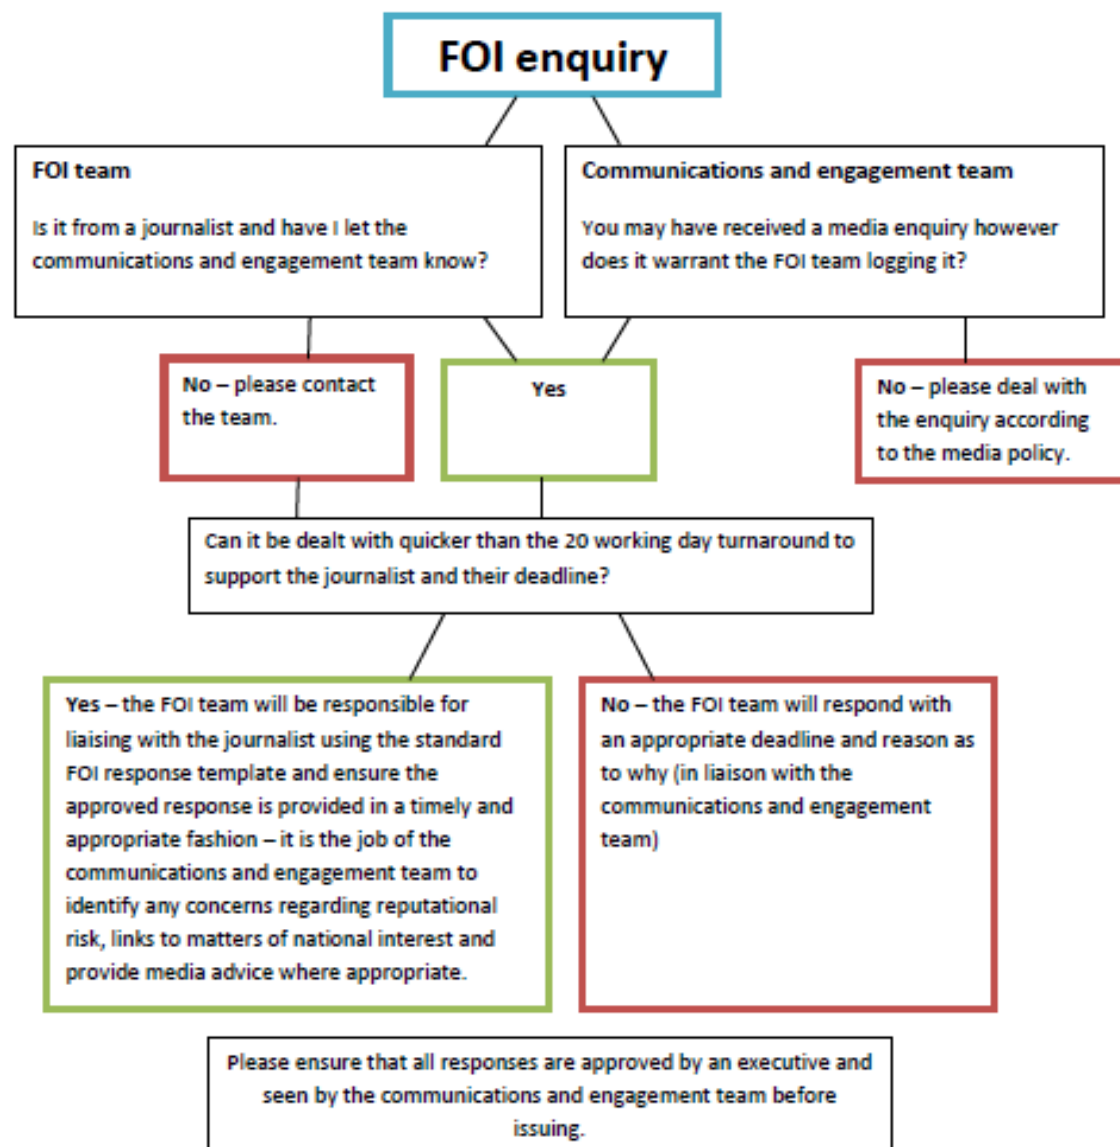 FOI enquiry
FOI team
Is it from a journalist and have I let the
communications and engagement team know?
Communications and engagement team
You may have received a media enquiry however
does it warrant the FOI team logging it?
No – please contact
the team.
Yes
No – please deal with
the enquiry according
to the media policy.
Can it be dealt with quicker than the 20 working day turnaround to
support the journalist and their deadline?
Yes – the FOI team will be responsible for
liaising with the journalist using the standard
FOI response template and ensure the
approved response is provided in a timely and
appropriate fashion – it is the job of the
communications and engagement team to
identify any concerns regarding reputational
risk, links to matters of national interest and
provide media advice where appropriate.
No – the FOI team will respond with
an appropriate deadline and reason as
to why (in liaison with the
communications and engagement
team)
Please ensure that all responses are approved by an executive and
seen by the communications and engagement team before
issuing.